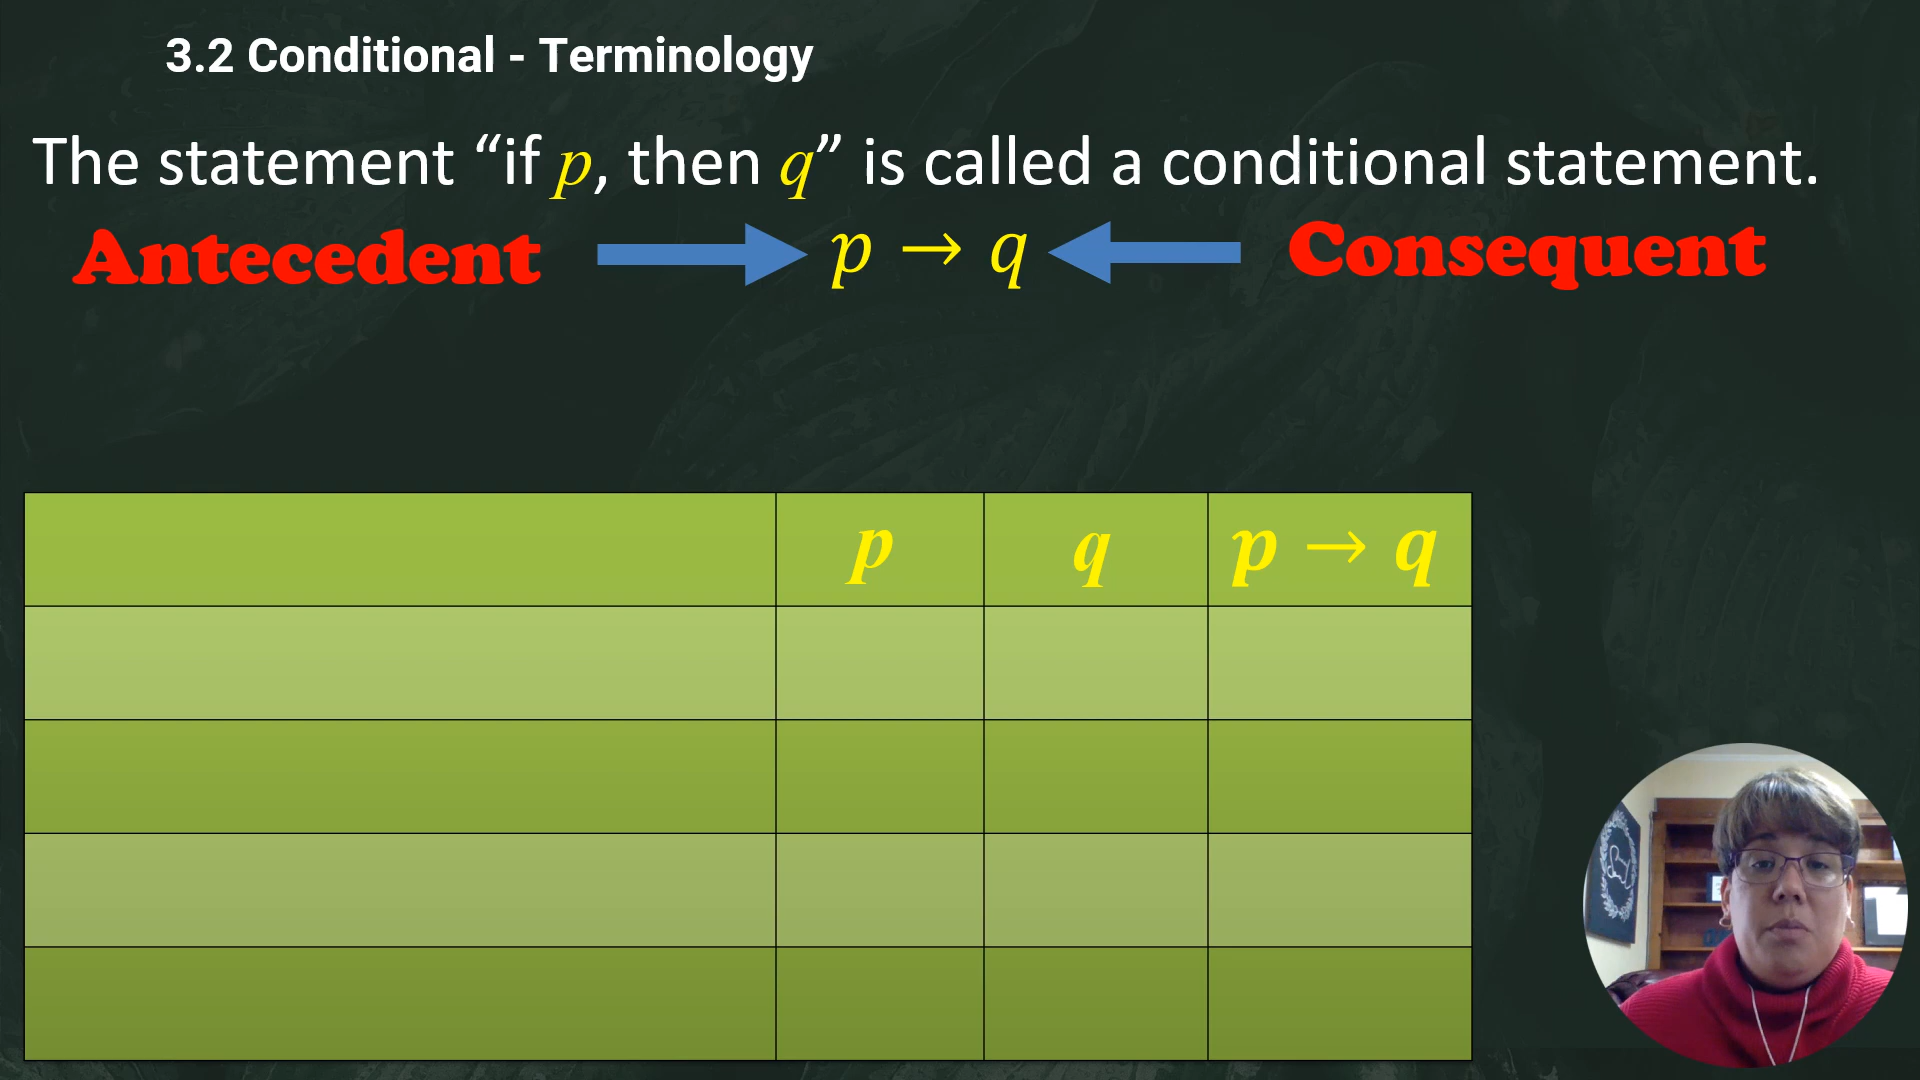 3.2 Conditional - Terminology
The statement “if p, then q” is called a conditional statement.
Antecedent p → q Consequent
p q p → q